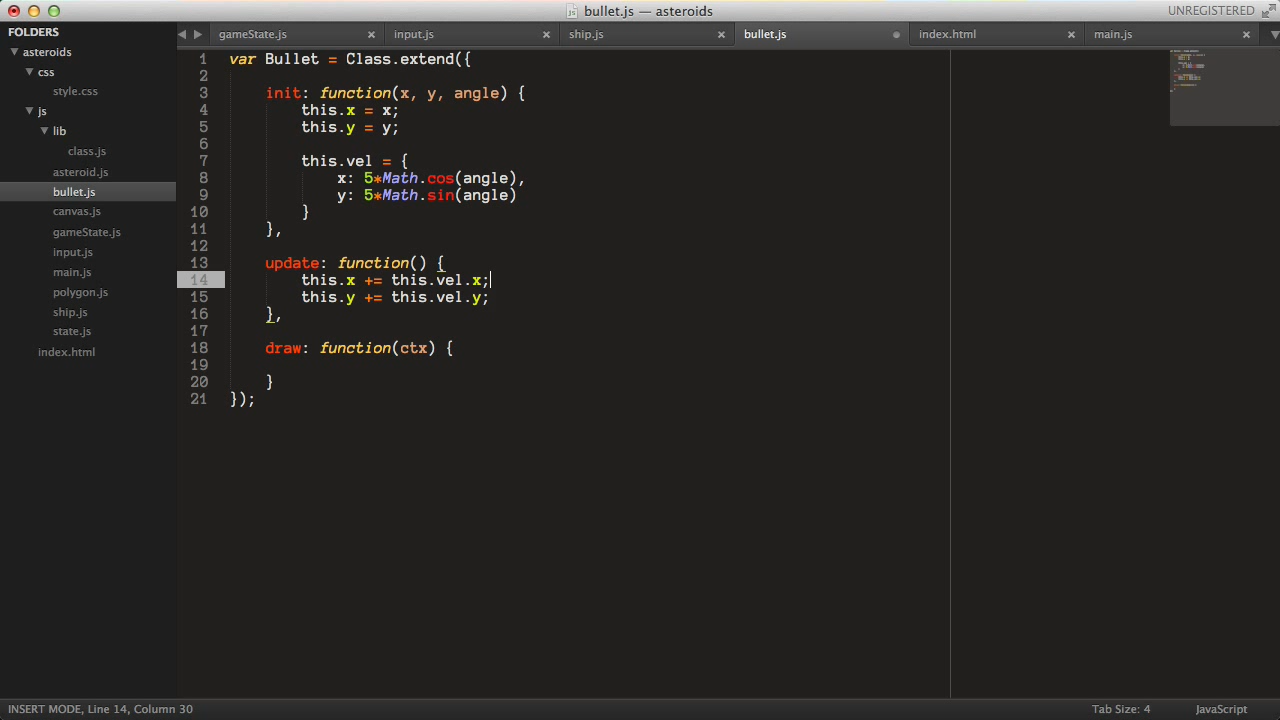 bullet.js — asteroids
UNREGISTERED
FOLDERS
asteroids
css
style.css
js
lib
class.js
asteroid.js
bullet.js
canvas.js
gameState.js
input.js
main.js
polygon.js
ship.js
state.js
index.html
gameState.js
input.js
ship.js
bullet.js
index.html
main.js
1 var Bullet = Class.extend({
2
3     init: function(x, y, angle) {
4         this.x = x;
5         this.y = y;
6
7         this.vel = {
8             x: 5*Math.cos(angle),
9             y: 5*Math.sin(angle)
10         }
11     },
12
13     update: function() {
14         this.x += this.vel.x;
15         this.y += this.vel.y;
16     },
17
18     draw: function(ctx) {
19
20     }
21 });
INSERT MODE, Line 14, Column 30
Tab Size: 4
JavaScript